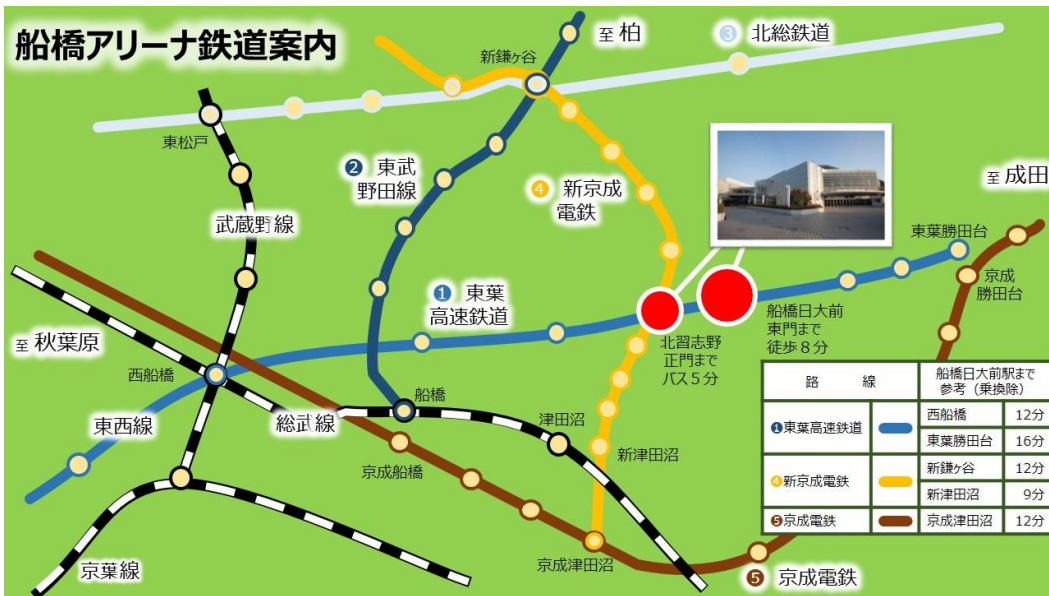 船橋アリーナ鉄道案内
至 柏
❸ 北総鉄道
新鎌ヶ谷
東松戸
❷ 東武
野田線
❹ 新京成
電鉄
至 成田
武蔵野線
東葉勝田台
京成
勝田台
❶ 東葉
高速鉄道
船橋日大前
東門まで
徒歩8分
至 秋葉原
北習志野
正門まで
バス5分
西船橋
船橋
総武線
津田沼
東西線
京成船橋
新津田沼
京葉線
京成津田沼
❺ 京成電鉄
路 線
船橋日大前駅まで
参考(乗換除)
❶東葉高速鉄道 西船橋 12分
東葉勝田台 16分
❹新京成電鉄 新鎌ヶ谷 12分
新津田沼 9分
❺京成電鉄 京成津田沼 12分